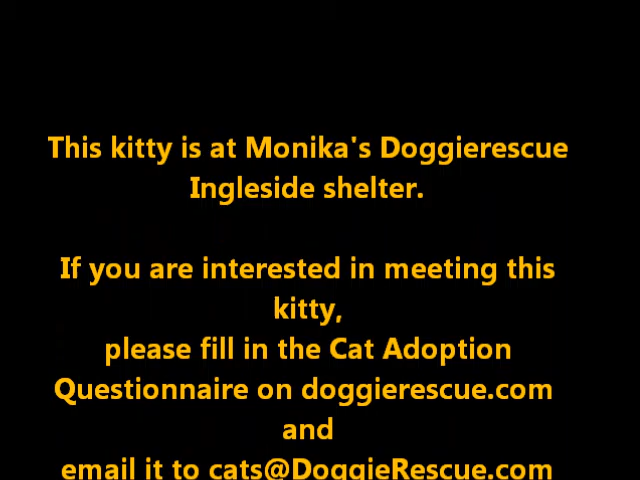 This kitty is at Monika's Doggierescue
Ingleside shelter.
If you are interested in meeting this
kitty,
please fill in the Cat Adoption
Questionnaire on doggierescue.com
and
email it to cats@DoggieRescue.com